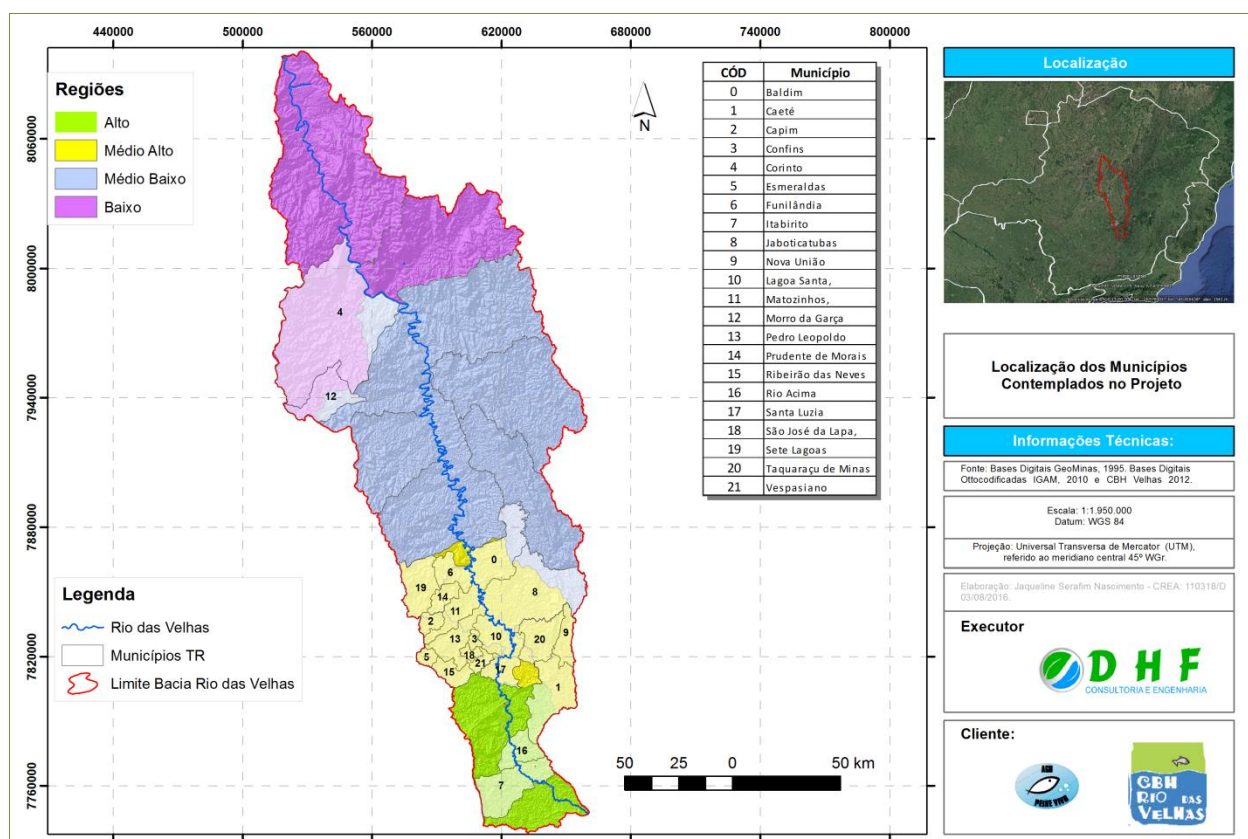 440000 500000 560000 620000 680000 740000 800000
8060000
8000000
7940000
7880000
7820000
7760000
Regiões
Alto
Médio Alto
Médio Baixo
Baixo
N
CÓD Município
0 Baldim
1 Caeté
2 Capim
3 Confins
4 Corinto
5 Esmeraldas
6 Funilândia
7 Itabirito
8 Jaboticatubas
9 Nova União
10 Lagoa Santa,
11 Matozinhos,
12 Morro da Garça
13 Pedro Leopoldo
14 Prudente de Morais
15 Ribeirão das Neves
16 Rio Acima
17 Santa Luzia
18 São José da Lapa,
19 Sete Lagoas
20 Taquaraçu de Minas
21 Vespasiano
4
12
0
6
19
8
14
11
2
13
3
10
20
9
18
5
21
17
15
1
16
7
Legenda
Rio das Velhas
Municípios TR
Limite Bacia Rio das Velhas
50 25 0 50 km
Localização
Localização dos Municípios
Contemplados no Projeto
Informações Técnicas:
Fonte: Bases Digitais GeoMinas, 1995. Bases Digitais
Ottocodificadas IGAM, 2010 e CBH Velhas 2012.
Escala: 1:1.950.000
Datum: WGS 84
Projeção: Universal Transversa de Mercator (UTM),
referido ao meridiano central 45º WGr.
Elaboração: Jaqueline Serafim Nascimento - CREA: 110318/D
03/08/2016.
Executor
DHF
CONSULTORIA E ENGENHARIA
Cliente:
AGB
PEIXE VIVO
CBH
RIO DAS
VELHAS